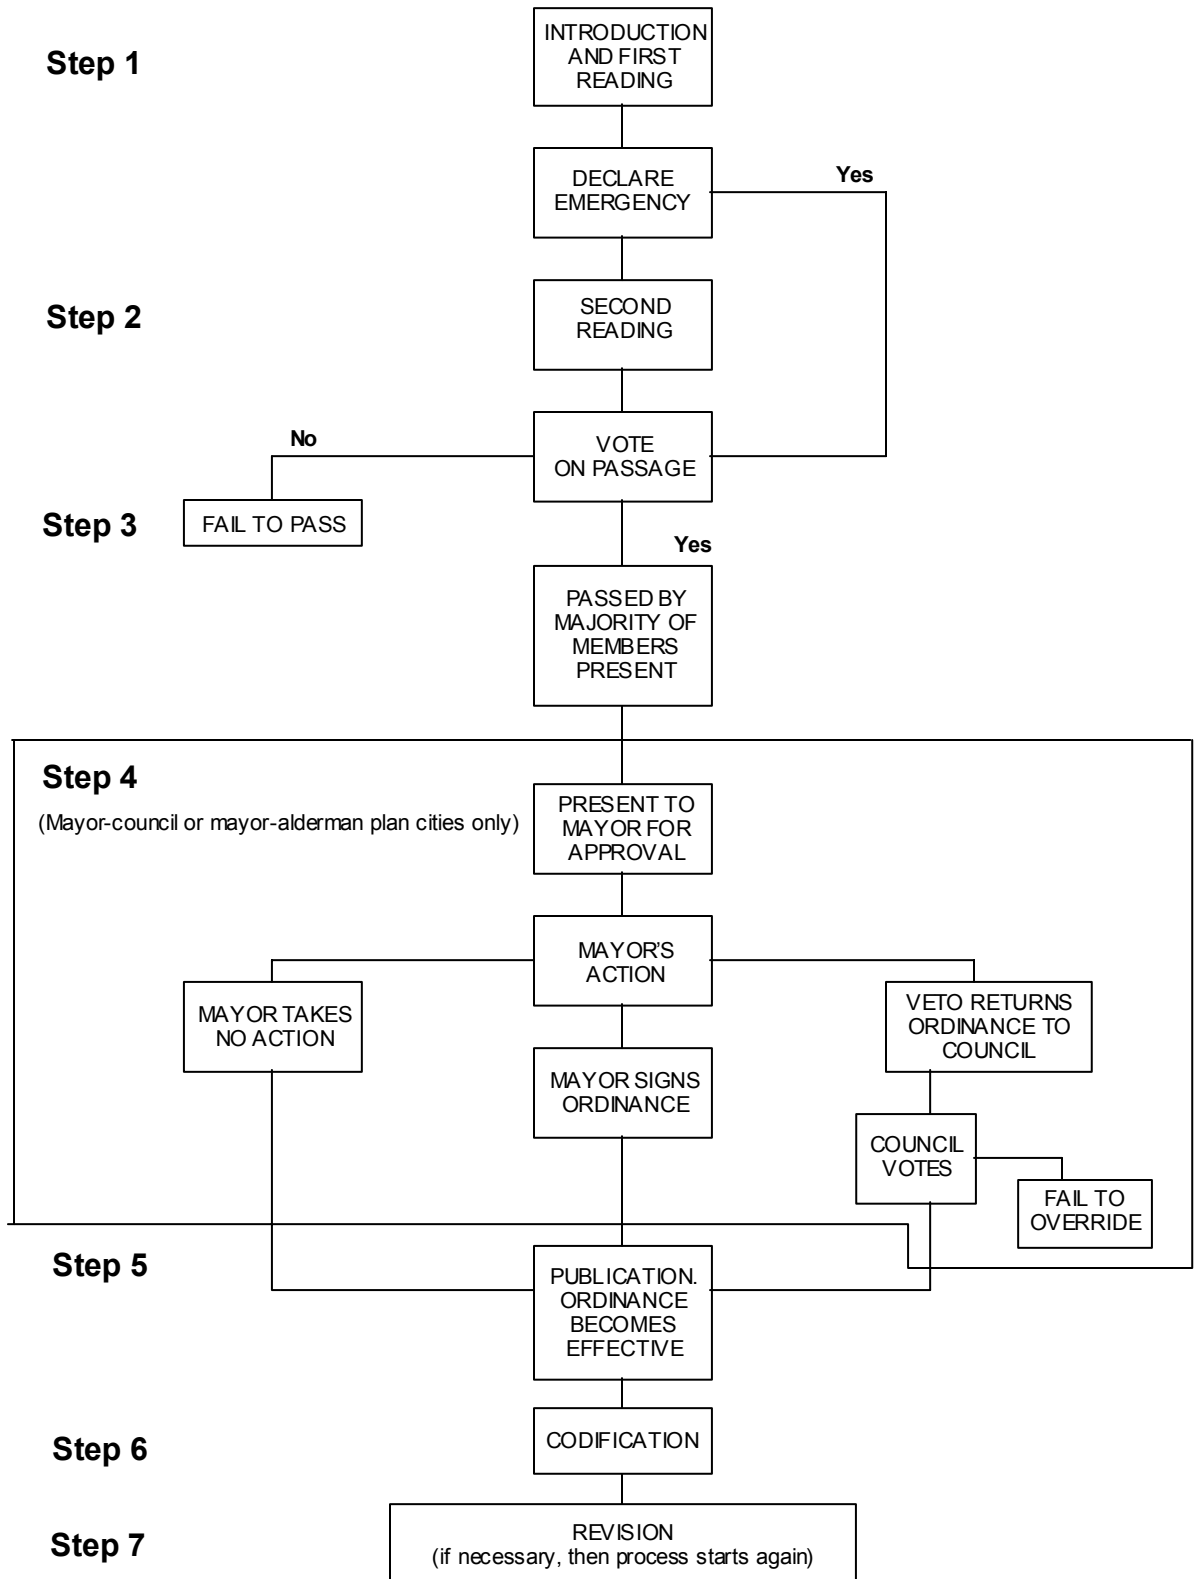 Step 1
INTRODUCTION
AND FIRST
READING
DECLARE
EMERGENCY
Yes
Step 2
SECOND
READING
No
VOTE
ON PASSAGE
Step 3
FAIL TO PASS
Yes
PASSED BY
MAJORITY OF
MEMBERS
PRESENT
Step 4
(Mayor-council or mayor-alderman plan cities only)
PRESENT TO
MAYOR FOR
APPROVAL
MAYOR'S
ACTION
MAYOR TAKES
NO ACTION
MAYOR SIGNS
ORDINANCE
VETO RETURNS
ORDINANCE TO
COUNCIL
COUNCIL
VOTES
FAIL TO
OVERRIDE
Step 5
PUBLICATION.
ORDINANCE
BECOMES
EFFECTIVE
Step 6
CODIFICATION
Step 7
REVISION
(if necessary, then process starts again)